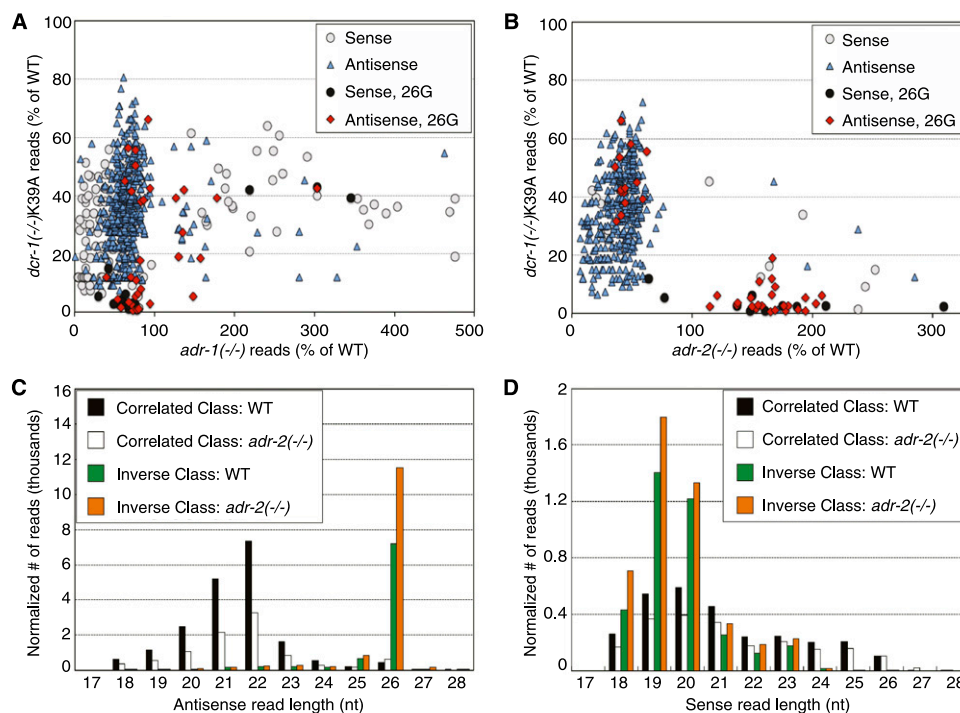 A
100
80
60
40
20
0
dcr-1(-/-)K39A reads (% of WT)
0
100
200
300
400
500
adr-1(-/-) reads (% of WT)
Sense
Antisense
Sense, 26G
Antisense, 26G
B
100
80
60
40
20
0
dcr-1(-/-)K39A reads (% of WT)
0
100
200
300
adr-2(-/-) reads (% of WT)
Sense
Antisense
Sense, 26G
Antisense, 26G
C
16
14
12
10
8
6
4
2
0
Normalized # of reads (thousands)
Correlated Class: WT
Correlated Class: adr-2(-/-)
Inverse Class: WT
Inverse Class: adr-2(-/-)
17 18 19 20 21 22 23 24 25 26 27 28
Antisense read length (nt)
D
2
1.6
1.2
0.8
0.4
0
Normalized # of reads (thousands)
Correlated Class: WT
Correlated Class: adr-2(-/-)
Inverse Class: WT
Inverse Class: adr-2(-/-)
17 18 19 20 21 22 23 24 25 26 27 28
Sense read length (nt)